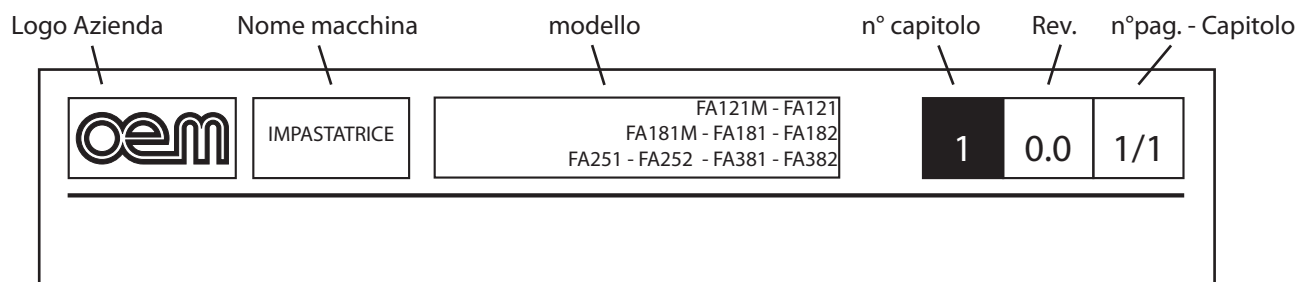 Logo Azienda Nome macchina modello n° capitolo Rev. n°pag. - Capitolo
oem
IMPASTATRICE
FA121M - FA121
FA181M - FA181 - FA182
FA251 - FA252 - FA381 - FA382
1 0.0 1/1